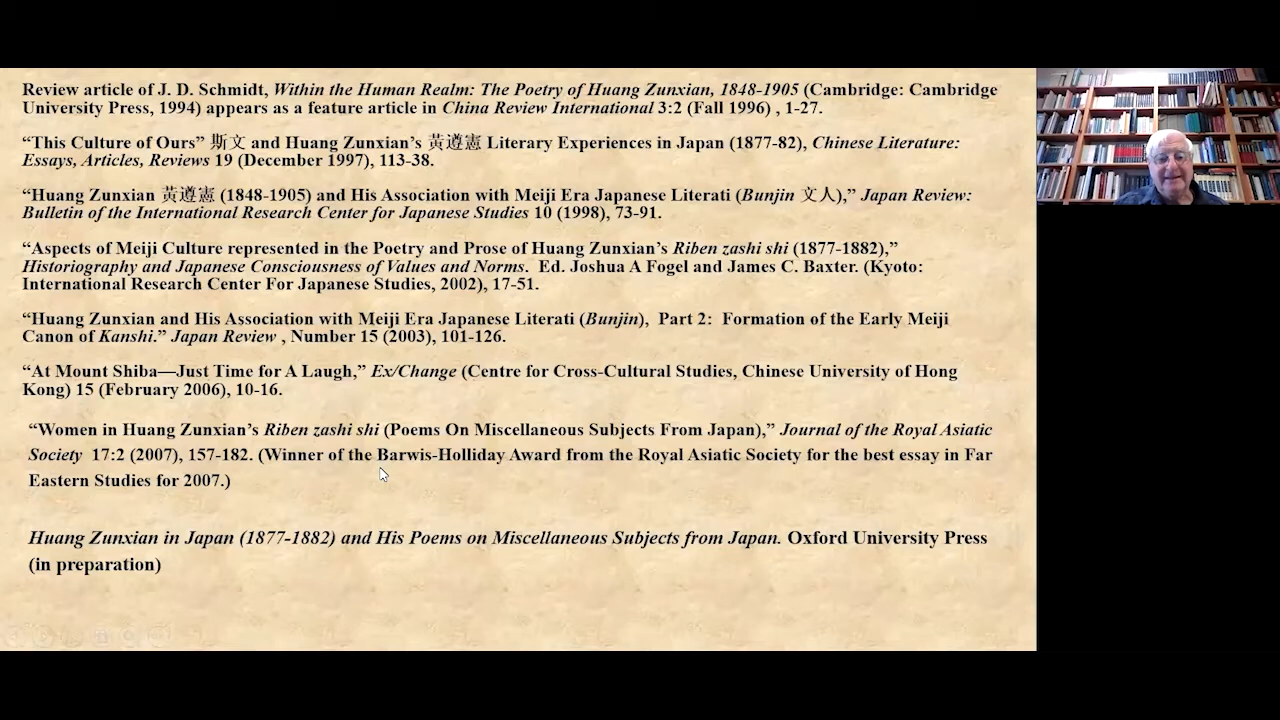 Review article of J. D. Schmidt, Within the Human Realm: The Poetry of Huang Zunxian, 1848-1905 (Cambridge: Cambridge
University Press, 1994) appears as a feature article in China Review International 3:2 (Fall 1996) , 1-27.
“This Culture of Ours” 斯文 and Huang Zunxian’s 黃遵憲 Literary Experiences in Japan (1877-82), Chinese Literature:
Essays, Articles, Reviews 19 (December 1997), 113-38.
“Huang Zunxian 黃遵憲 (1848-1905) and His Association with Meiji Era Japanese Literati (Bunjin 文人),” Japan Review:
Bulletin of the International Research Center for Japanese Studies 10 (1998), 73-91.
“Aspects of Meiji Culture represented in the Poetry and Prose of Huang Zunxian’s Riben zashi shi (1877-1882),”
Historiography and Japanese Consciousness of Values and Norms. Ed. Joshua A Fogel and James C. Baxter. (Kyoto:
International Research Center For Japanese Studies, 2002), 17-51.
“Huang Zunxian and His Association with Meiji Era Japanese Literati (Bunjin), Part 2: Formation of the Early Meiji
Canon of Kanshi.” Japan Review , Number 15 (2003), 101-126.
“At Mount Shiba—Just Time for A Laugh,” Ex/Change (Centre for Cross-Cultural Studies, Chinese University of Hong
Kong) 15 (February 2006), 10-16.
“Women in Huang Zunxian’s Riben zashi shi (Poems On Miscellaneous Subjects From Japan),” Journal of the Royal Asiatic
Society 17:2 (2007), 157-182. (Winner of the Barwis-Holliday Award from the Royal Asiatic Society for the best essay in Far
Eastern Studies for 2007.)
Huang Zunxian in Japan (1877-1882) and His Poems on Miscellaneous Subjects from Japan. Oxford University Press
(in preparation)